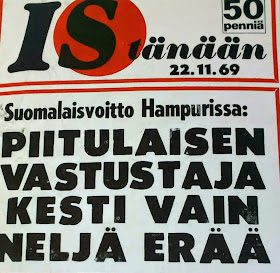 50
penniä
IS tänään
22.11.69
Suomalaisvoitto Hampurissa:
PIITULAISEN
VASTUSTAJA
KESTI VAIN
NELJÄ ERÄÄ